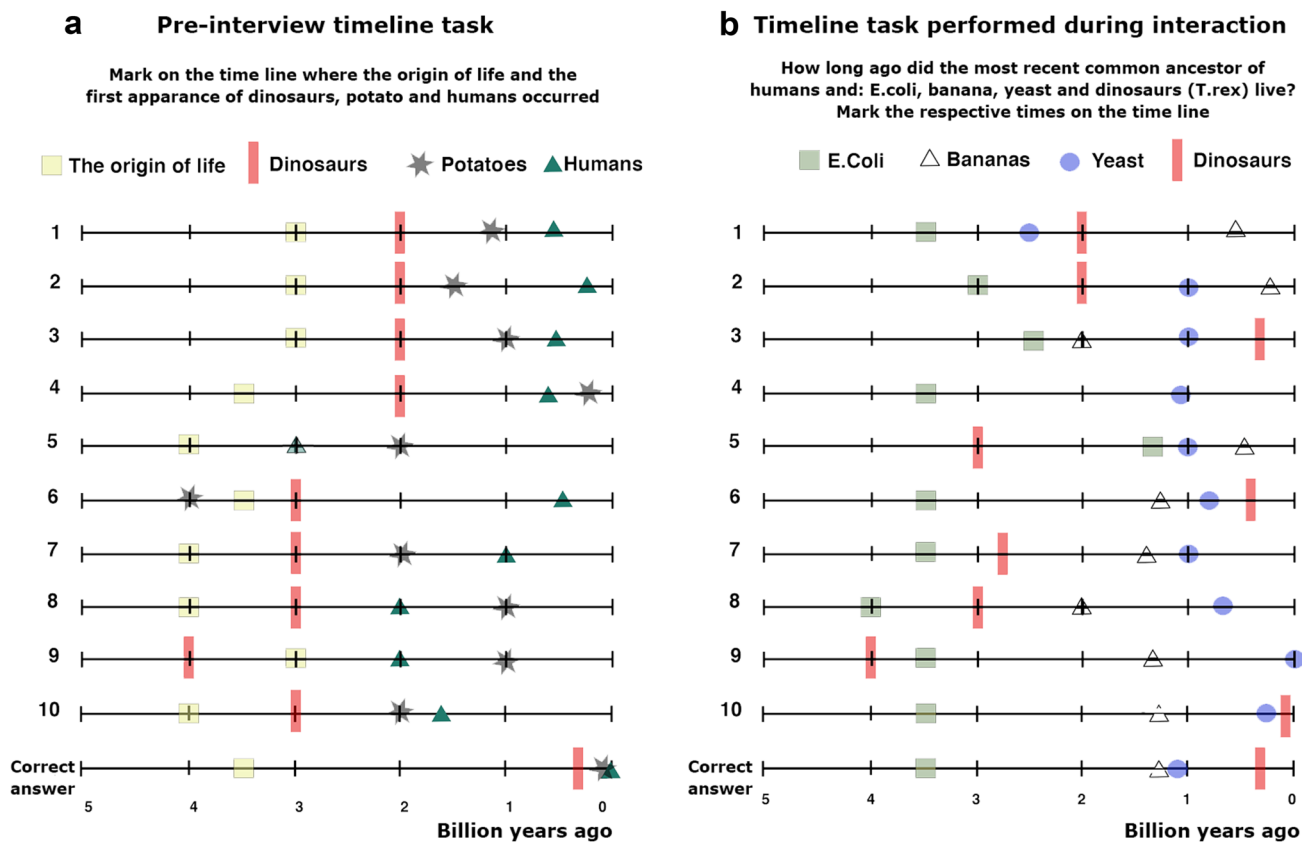 a Pre-interview timeline task
Mark on the time line where the origin of life and the
first apparance of dinosaurs, potato and humans occurred
The origin of life Dinosaurs Potatoes Humans
1
2
3
4
5
6
7
8
9
10
Correct
answer
5 4 3 2 1 0
Billion years ago
b Timeline task performed during interaction
How long ago did the most recent common ancestor of
humans and: E.coli, banana, yeast and dinosaurs (T.rex) live?
Mark the respective times on the time line
E.Coli Bananas Yeast Dinosaurs
1
2
3
4
5
6
7
8
9
10
Correct
answer
5 4 3 2 1 0
Billion years ago